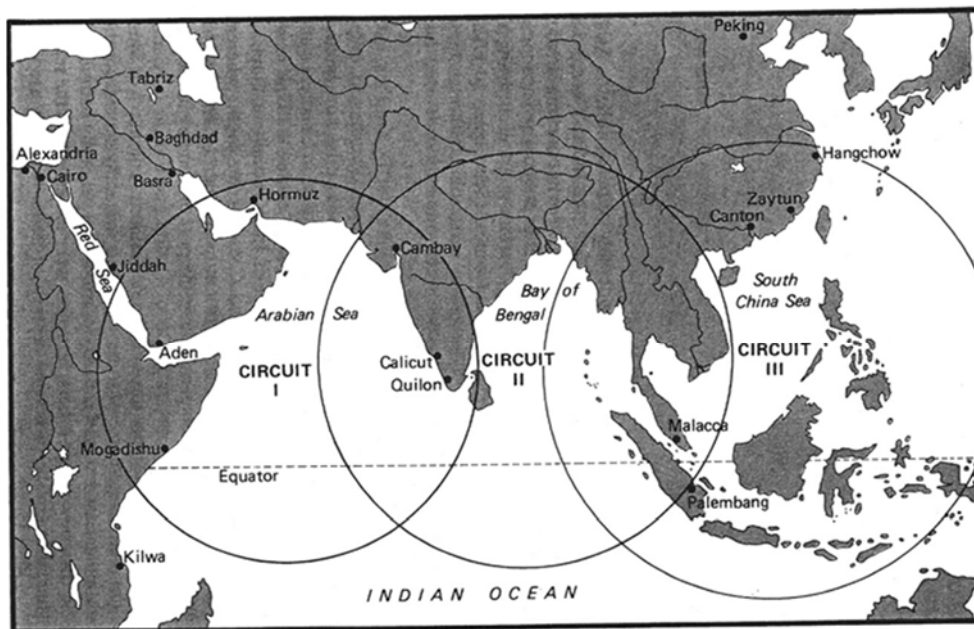 Peking
Tabriz
Baghdad
Alexandria
Cairo
Basra
Hormuz
Hangchow
Zaytun
Canton
Red
Sea
Jiddah
Cambay
Arabian Sea
Bay of
Bengal
South
China Sea
Aden
CIRCUIT
I
Calicut
Quilon
CIRCUIT
II
CIRCUIT
III
Mogadishu
Malacca
Equator
Palembang
Kilwa
INDIAN OCEAN